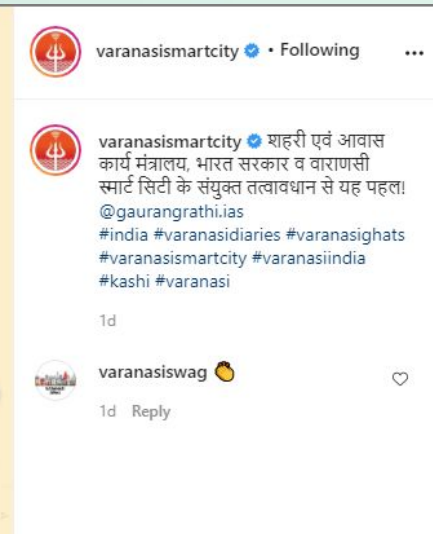 varanasismartcity • Following
varanasismartcity शहरी एवं आवास
कार्य मंत्रालय, भारत सरकार व वाराणसी
स्मार्ट सिटी के संयुक्त तत्वावधान से यह पहल!
@gaurangrathi.ias
#india #varanasidiaries #varanasighats
#varanasismartcity #varanasiindia
#kashi #varanasi
1d
varanasiswag 👏
1d Reply